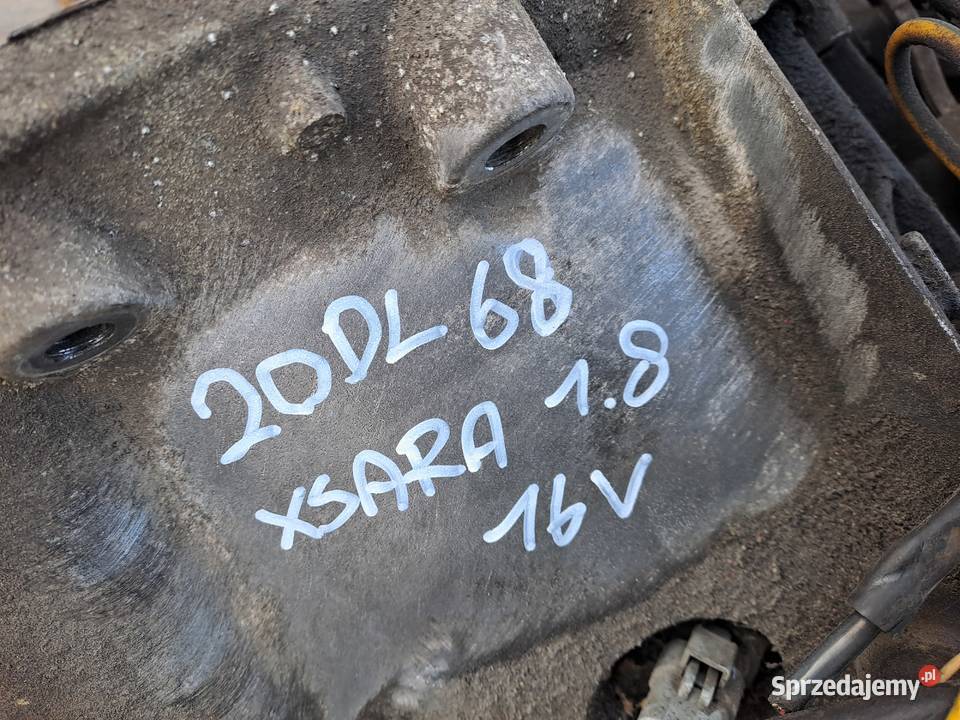 20DL68
XSARA 1.8
16V
Sprzedajemy.pl